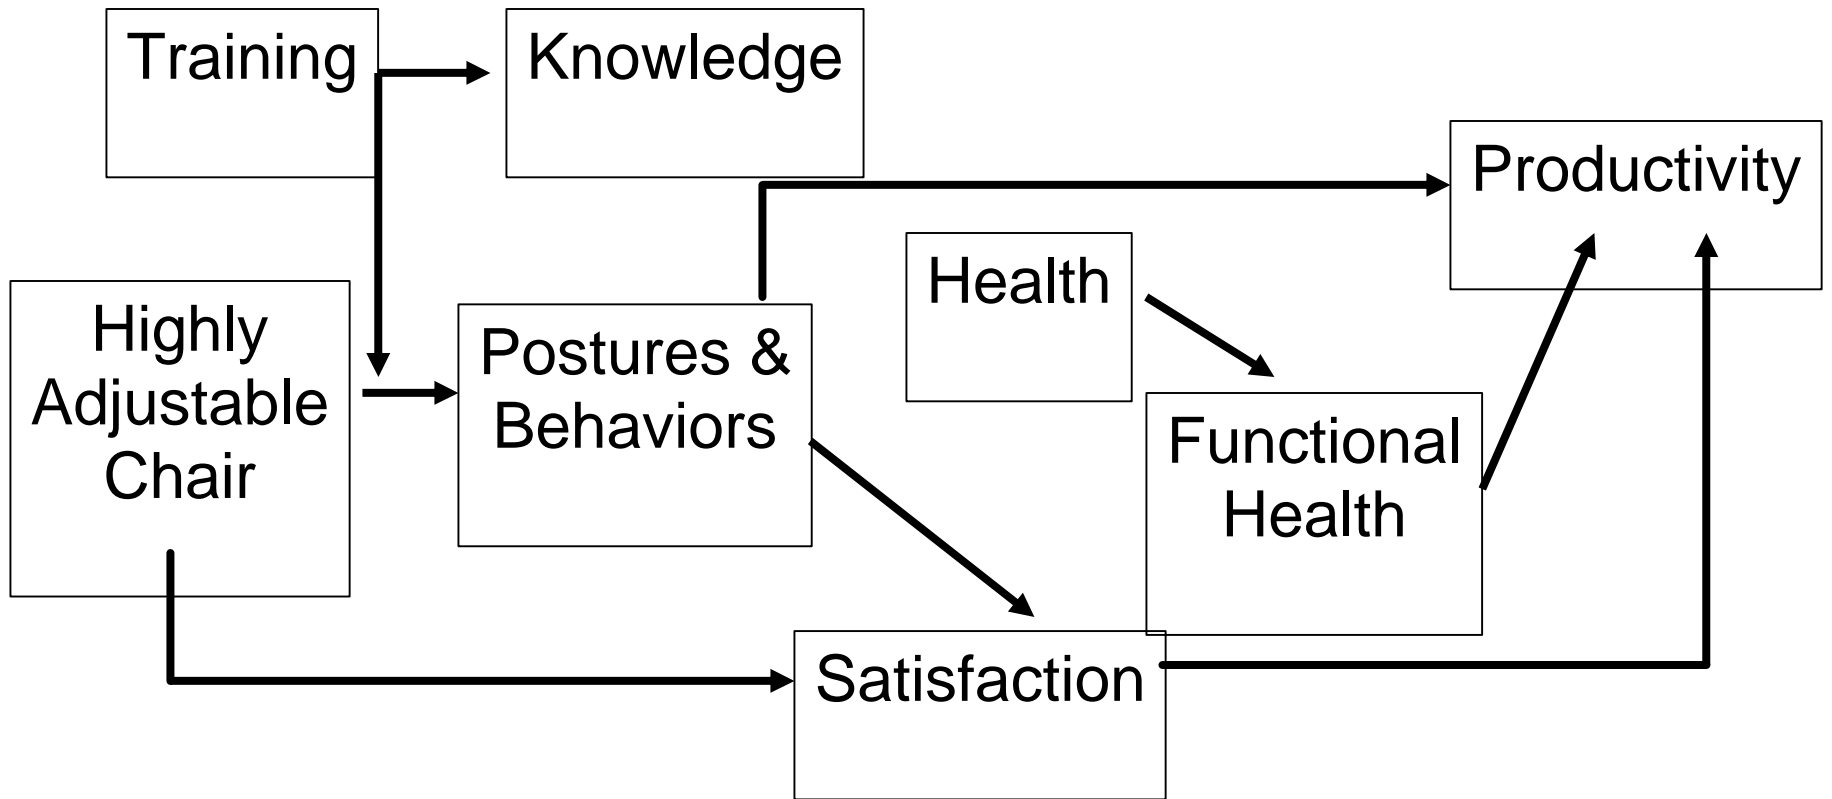 Training
Knowledge
Productivity
Health
Highly
Adjustable
Chair
Postures &
Behaviors
Functional
Health
Satisfaction